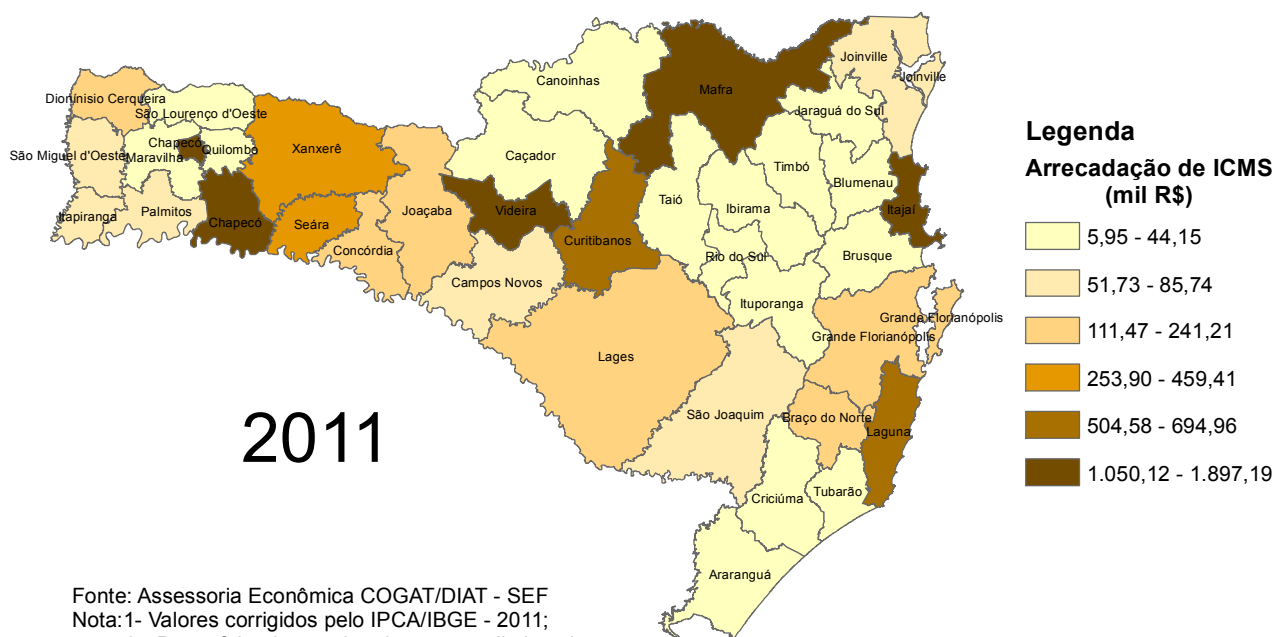 Joinville
Canoinhas
Joinville
Mafra
Dionínisio Cerqueira
São Lourenço d'Oeste
Jaraguá do Sul
Chapecó
Xanxerê
Quilombo
São Miguel d'Oeste
Maravilha
Caçador
Timbó
Blumenau
Taió
Ibirama
Palmitos
Itapiranga
Joaçaba
Videira
Itajaí
Chapecó
Seára
Curitibanos
Concórdia
Rio do Sul
Brusque
Campos Novos
Ituporanga
Grande Florianópolis
Grande Florianópolis
Lages
São Joaquim
Braço do Norte
Laguna
Criciúma
Tubarão
Araranguá
2011
Legenda
Arrecadação de ICMS
(mil R$)
5,95 - 44,15
51,73 - 85,74
111,47 - 241,21
253,90 - 459,41
504,58 - 694,96
1.050,12 - 1.897,19
Fonte: Assessoria Econômica COGAT/DIAT - SEF
Nota:1- Valores corrigidos pelo IPCA/IBGE - 2011;